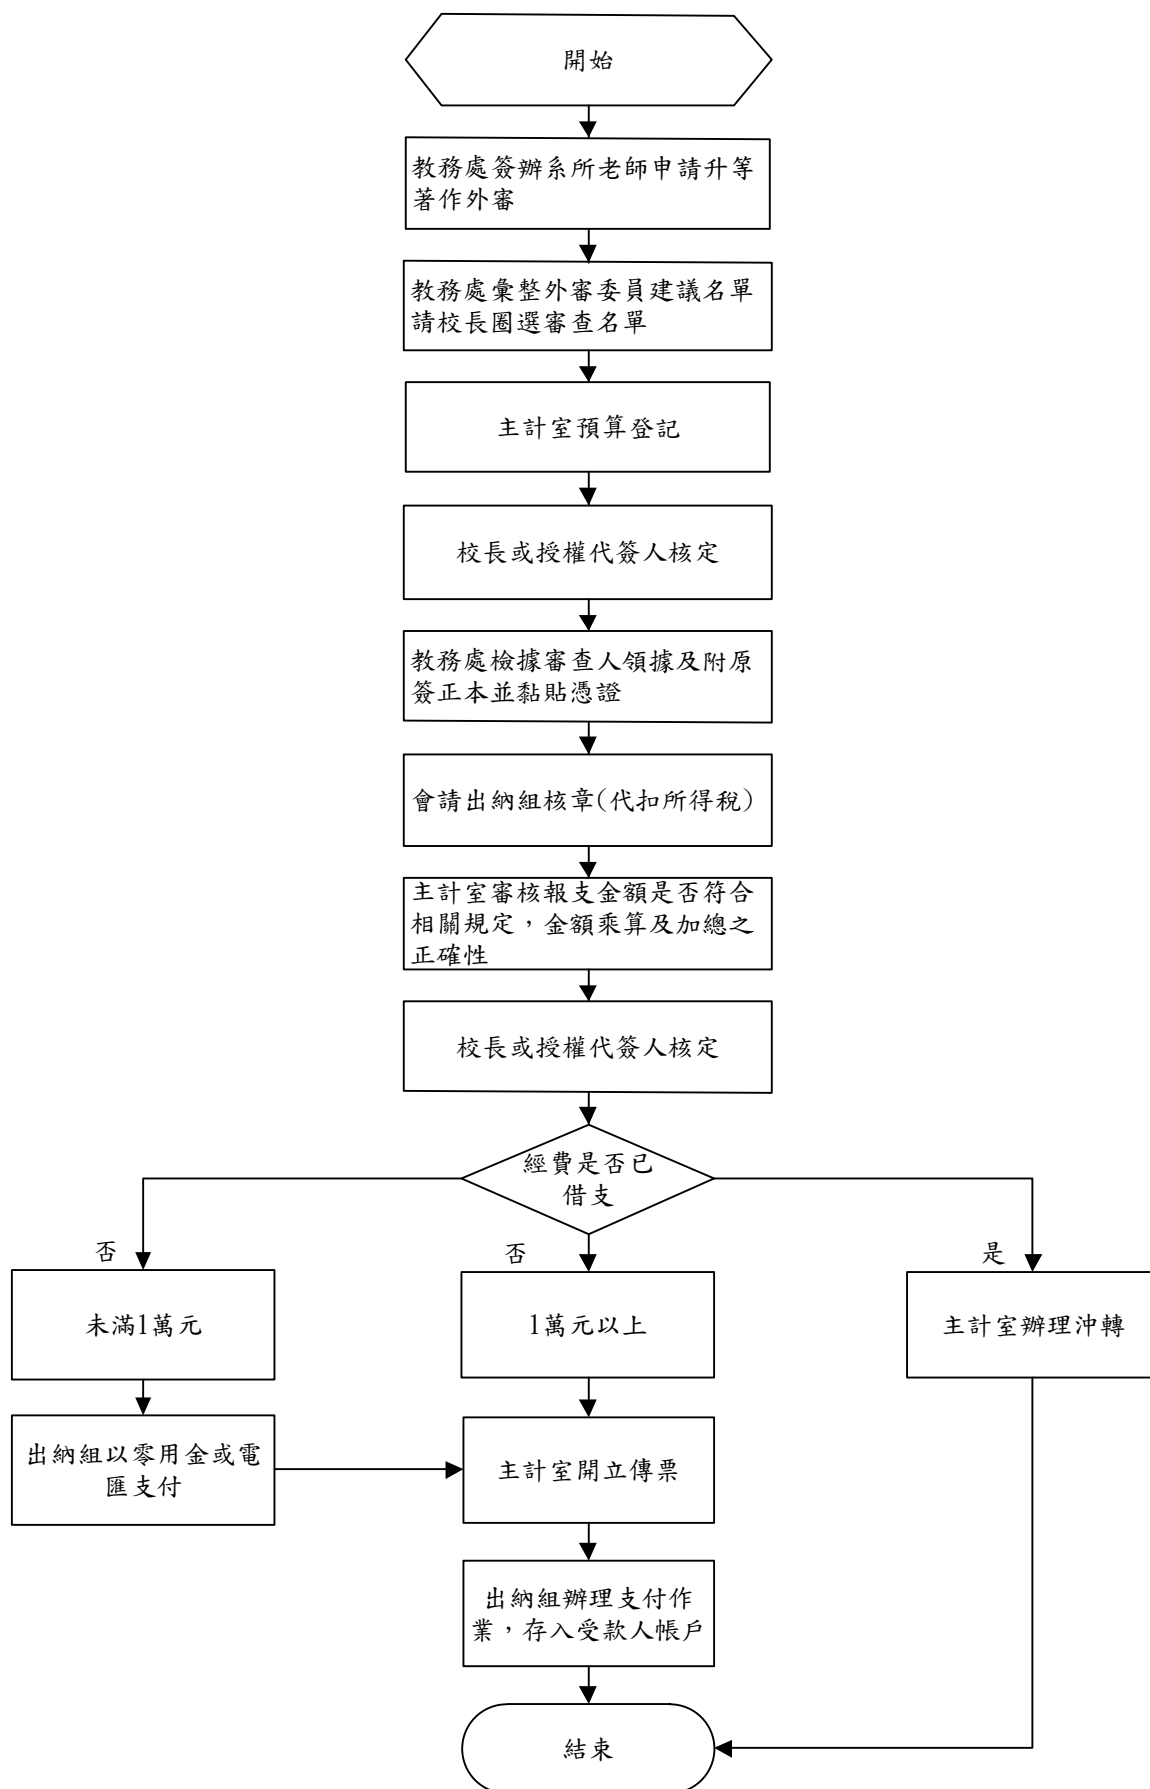 開始
教務處簽辦系所老師申請升等
著作外審
教務處彙整外審委員建議名單
請校長圈選審查名單
主計室預算登記
校長或授權代簽人核定
教務處檢據審查人領據及附原
簽正本並黏貼憑證
會請出納組核章(代扣所得稅)
主計室審核報支金額是否符合
相關規定，金額乘算及加總之
正確性
校長或授權代簽人核定
經費是否已
借支
否
否
是
未滿1萬元
1萬元以上
主計室辦理沖轉
出納組以零用金或電
匯支付
主計室開立傳票
出納組辦理支付作
業，存入受款人帳戶
結束